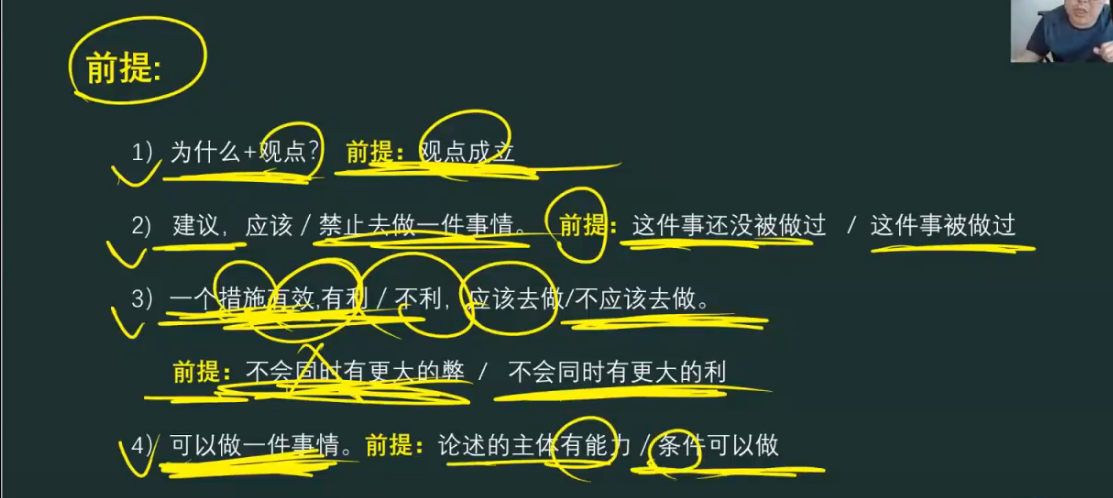 前提:
1）为什么+观点？ 前提：观点成立
2） 建议，应该 / 禁止去做一件事情。 前提：这件事还没被做过 / 这件事被做过
3）一个措施有效,有利 / 不利，应该去做/不应该去做。
前提：不会同时有更大的弊 / 不会同时有更大的利
4）可以做一件事情。前提：论述的主体有能力 / 条件可以做